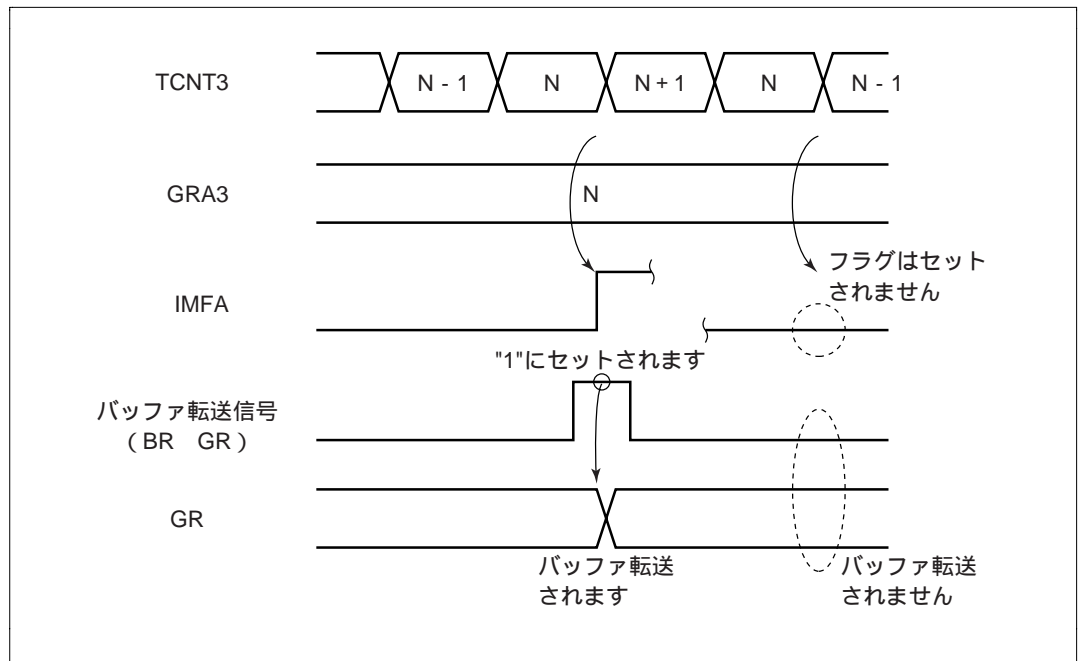 TCNT3
N - 1
N
N + 1
N
N - 1
GRA3
N
IMFA
フラグはセット
されません
"1"にセットされます
バッファ転送信号
( BR GR )
GR
バッファ転送
されます
バッファ転送
されません